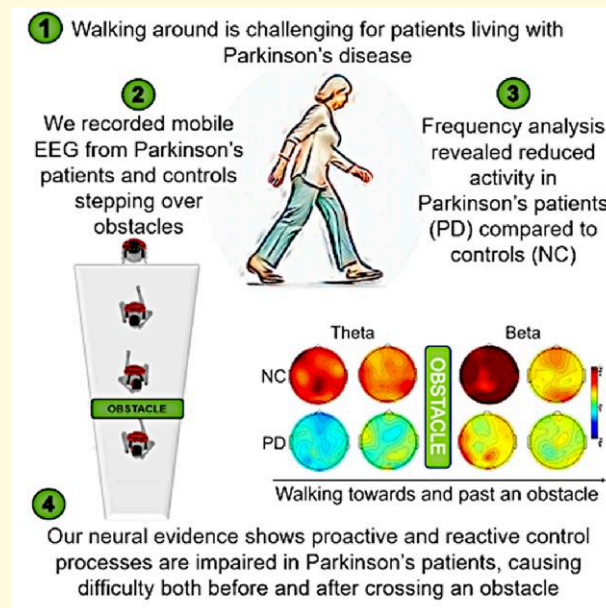 1 Walking around is challenging for patients living with
Parkinson's disease
2
We recorded mobile
EEG from Parkinson's
patients and controls
stepping over
obstacles
3
Frequency analysis
revealed reduced
activity in
Parkinson's patients
(PD) compared to
controls (NC)
OBSTACLE
Theta
Beta
NC
PD
OBSTACLE
Walking towards and past an obstacle
4
Our neural evidence shows proactive and reactive control
processes are impaired in Parkinson's patients, causing
difficulty both before and after crossing an obstacle